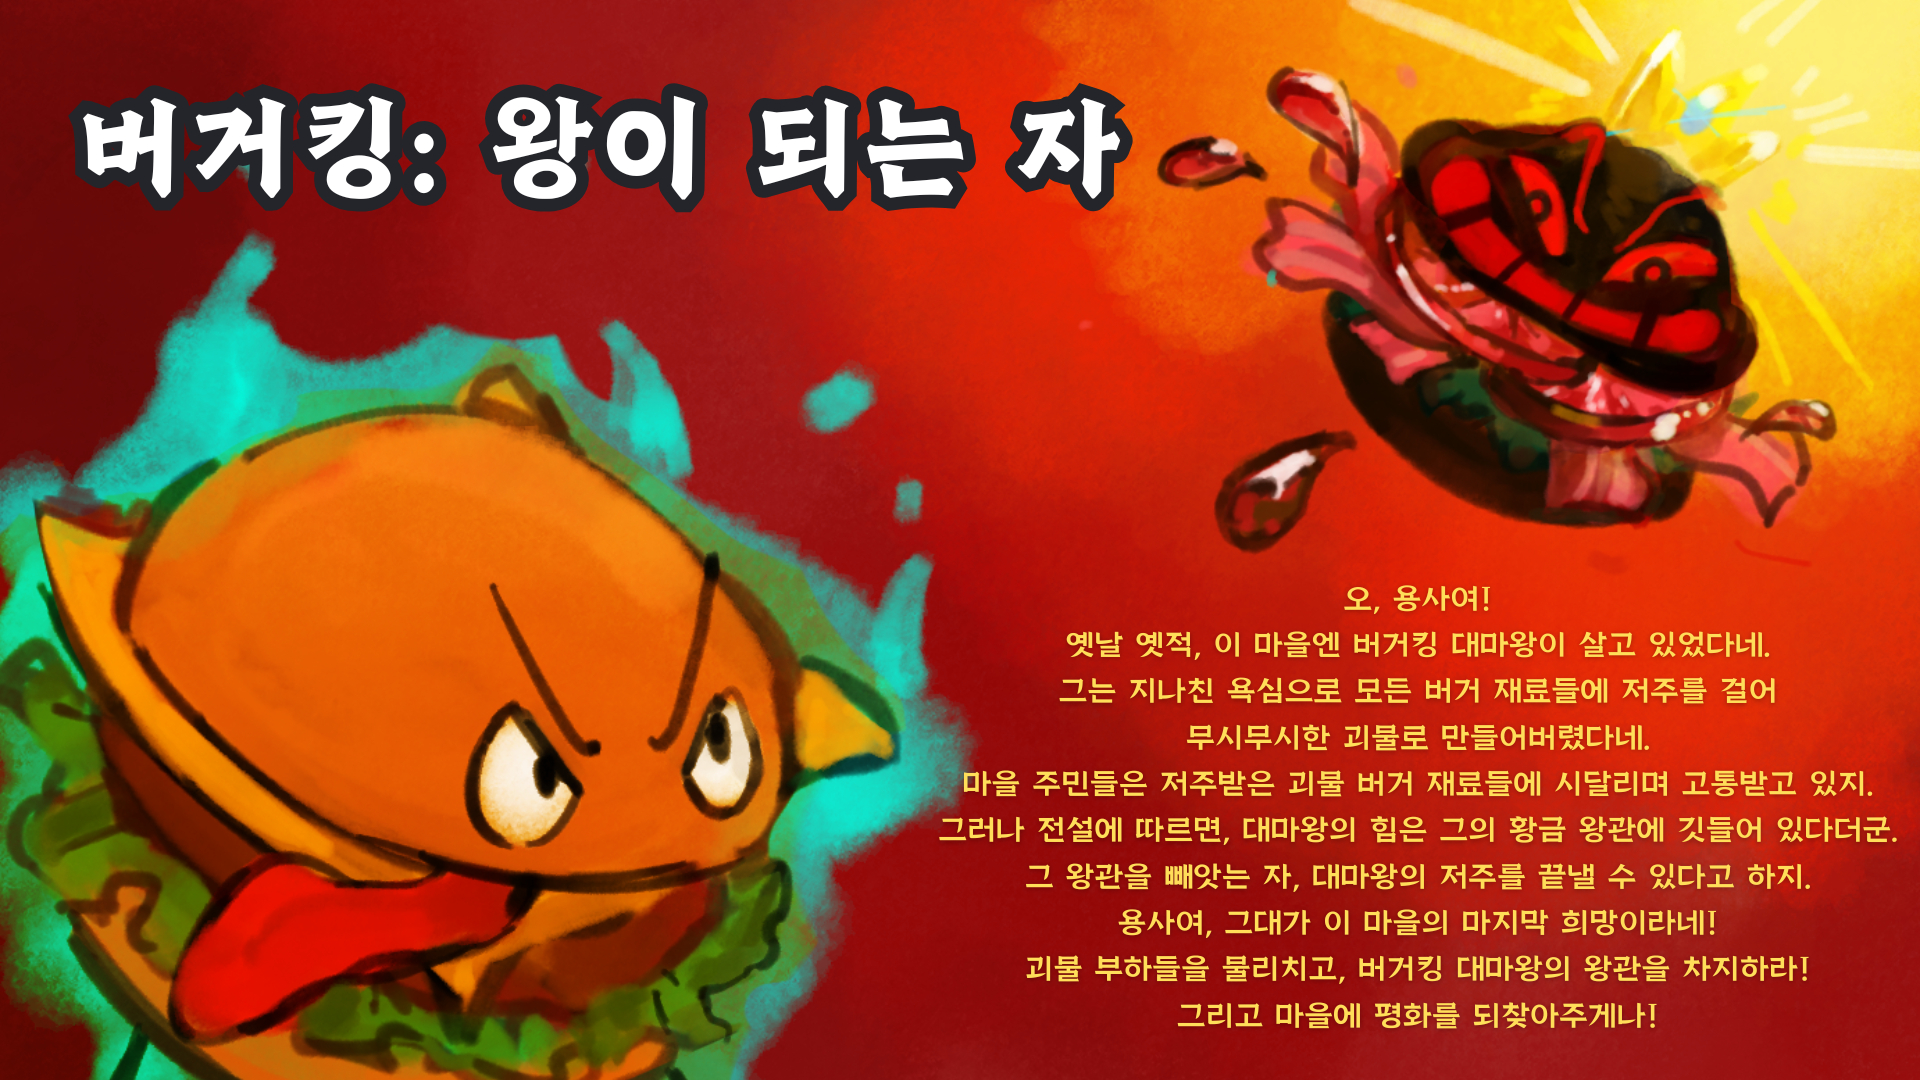 버거킹: 왕이 되는 자
오, 용사여!
옛날 옛적, 이 마을엔 버거킹 대마왕이 살고 있었다네.
그는 지나친 욕심으로 모든 버거 재료들에 저주를 걸어
무시무시한 괴물로 만들어버렸다네.
마을 주민들은 저주받은 괴물 버거 재료들에 시달리며 고통받고 있지.
그러나 전설에 따르면, 대마왕의 힘은 그의 황금 왕관에 깃들어 있다더군.
그 왕관을 빼앗는 자, 대마왕의 저주를 끝낼 수 있다고 하지.
용사여, 그대가 이 마을의 마지막 희망이라네!
괴물 부하들을 물리치고, 버거킹 대마왕의 왕관을 차지하라!
그리고 마을에 평화를 되찾아주게나!